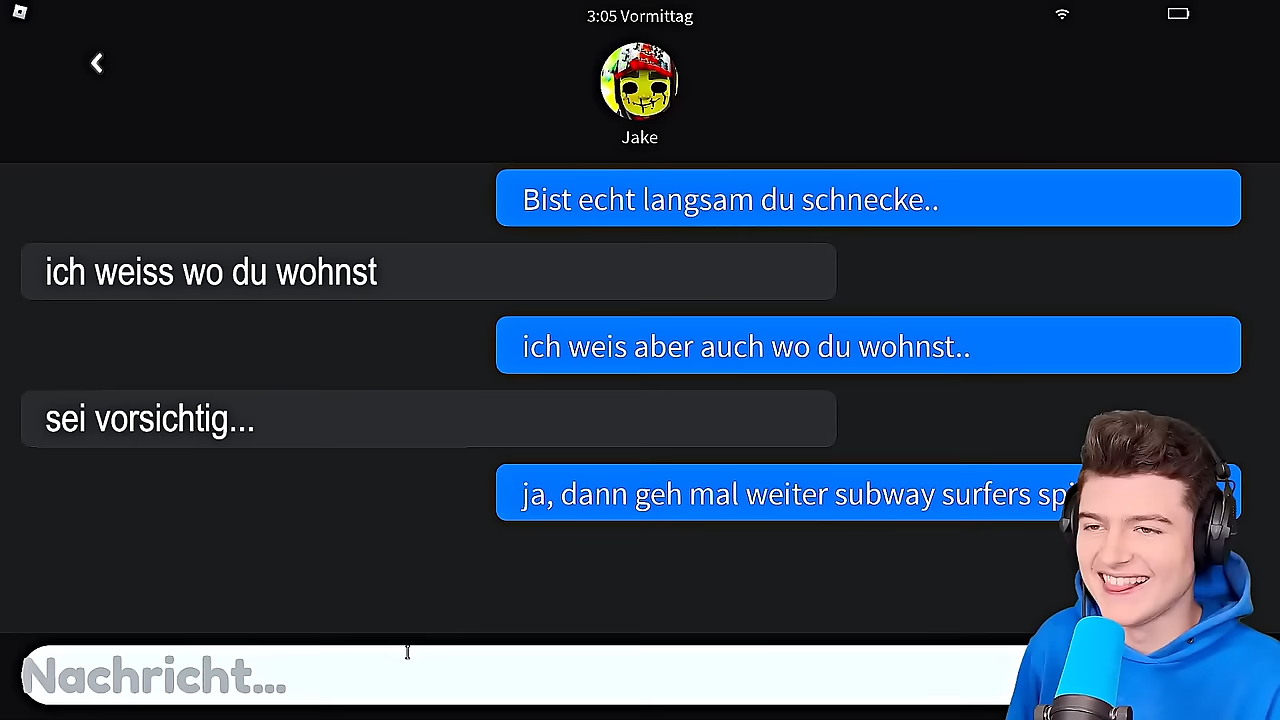 3:05 Vormittag
Jake
Bist echt langsam du schnecke..
ich weiss wo du wohnst
ich weis aber auch wo du wohnst..
sei vorsichtig...
ja, dann geh mal weiter subway surfers
Nachricht...